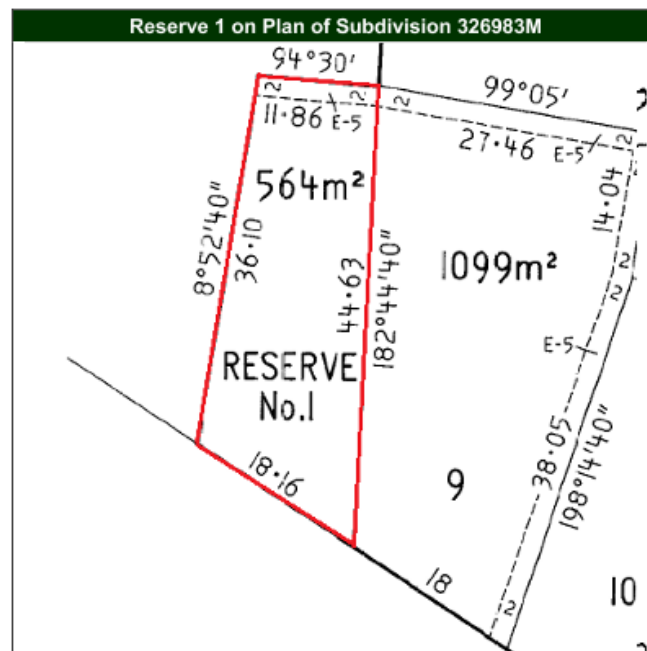 Reserve 1 on Plan of Subdivision 326983M
94°30'
99°05'
2
2
2
11·86 E-5
27·46 E-5
2
564m²
14·04
8°52'40"
36·10
1099m²
44·63
182°44'40"
2
2
RESERVE
No.1
E-5
18·16
38·05
198°14'40"
9
18
2
10